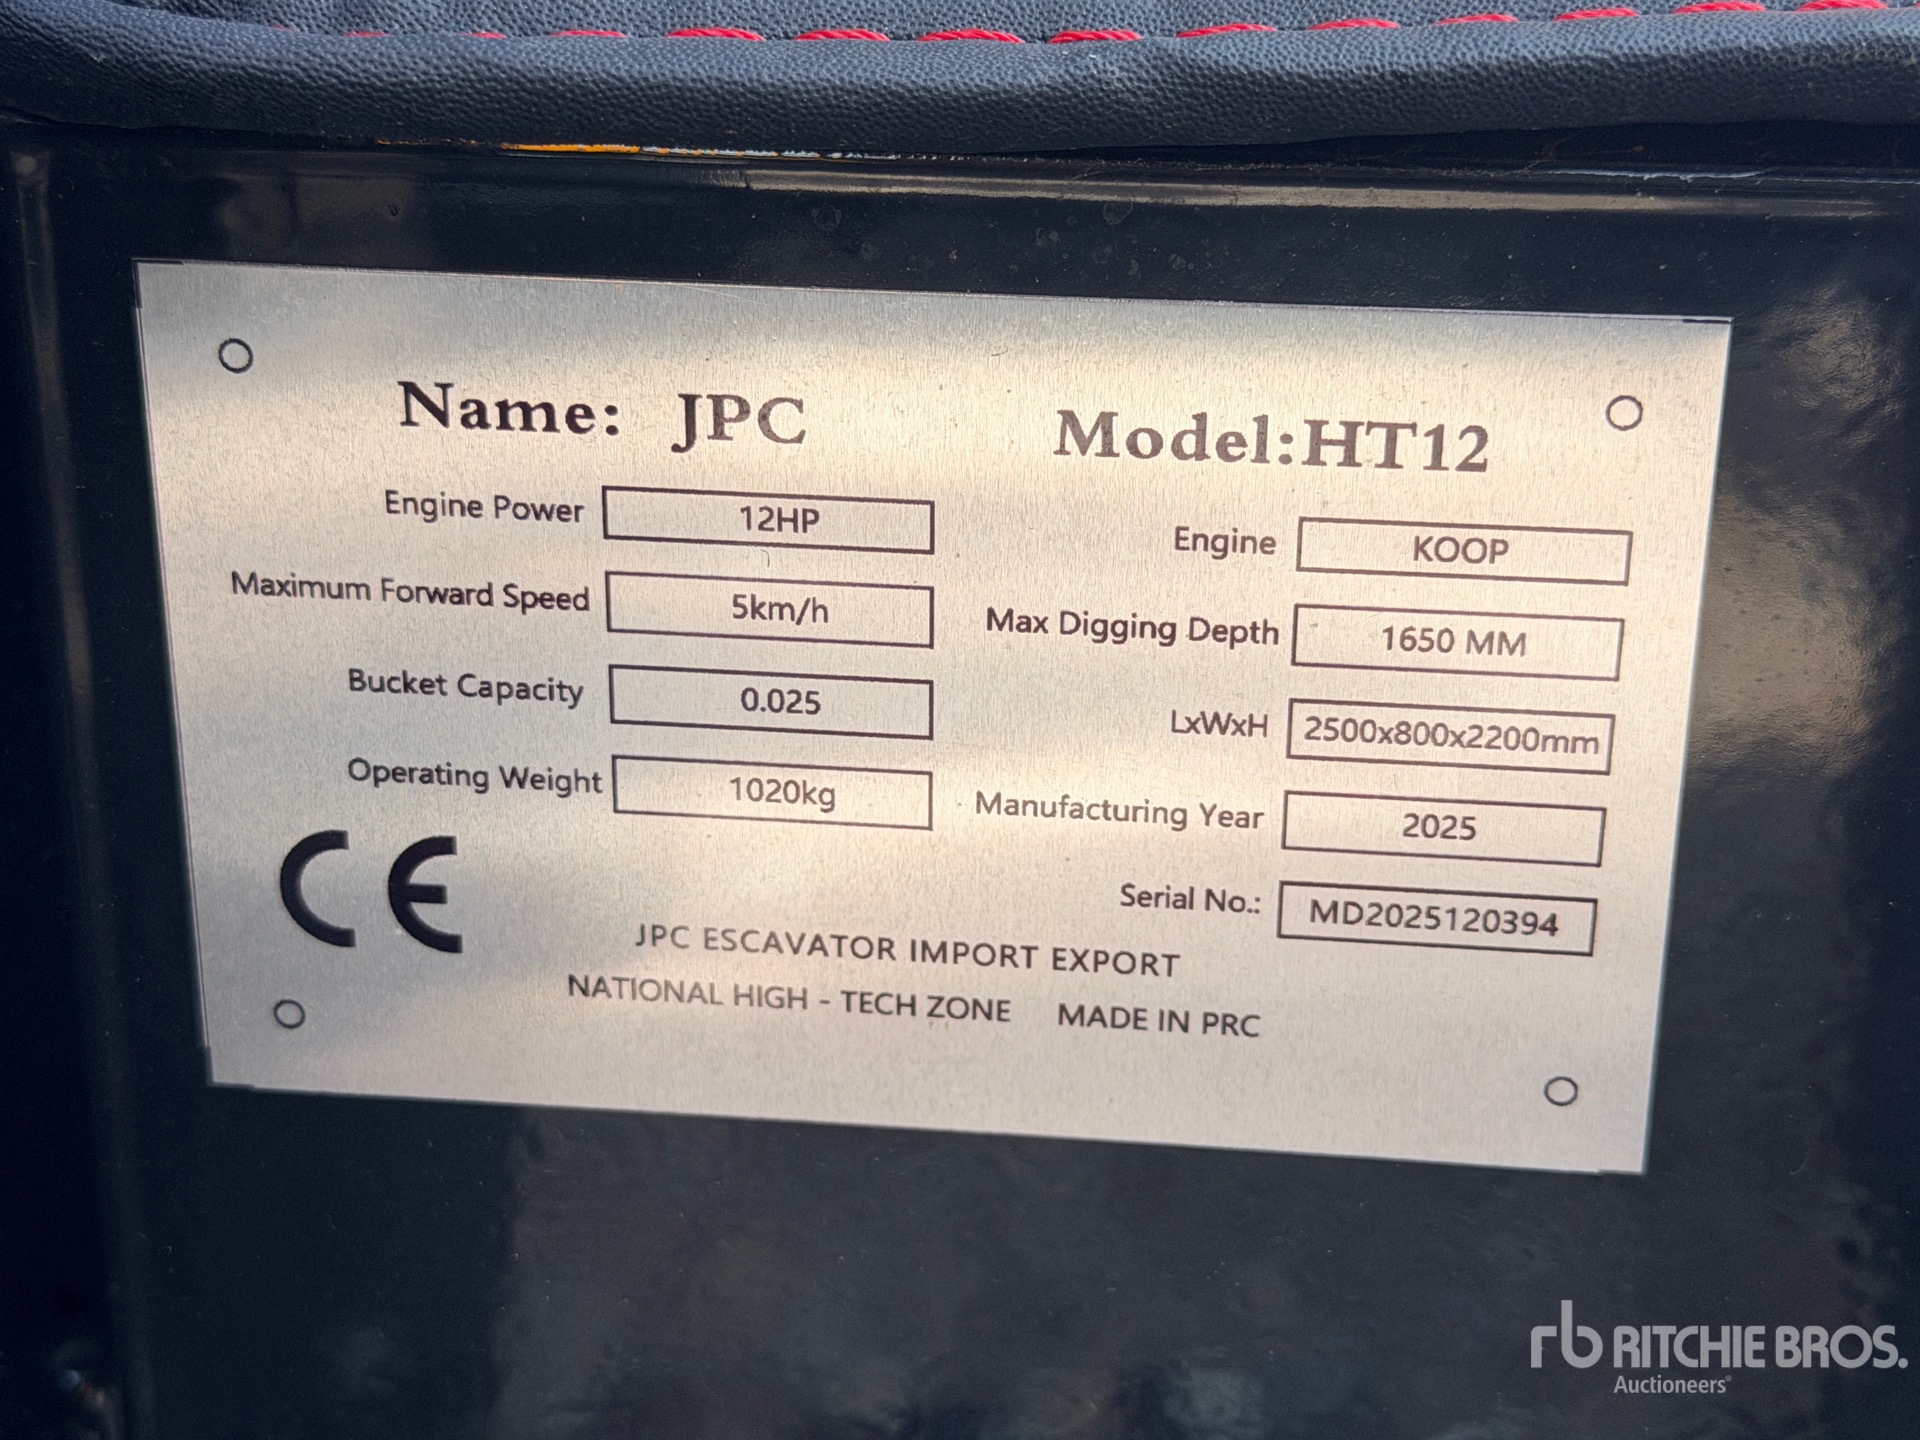 Name: JPC Model:HT12
Engine Power 12HP Engine KOOP
Maximum Forward Speed 5km/h Max Digging Depth 1650 MM
Bucket Capacity 0.025 LxWxH 2500x800x2200mm
Operating Weight 1020kg Manufacturing Year 2025
CE Serial No.: MD2025120394
JPC ESCAVATOR IMPORT EXPORT
NATIONAL HIGH - TECH ZONE MADE IN PRC
rb RITCHIE BROS.
Auctioneers®